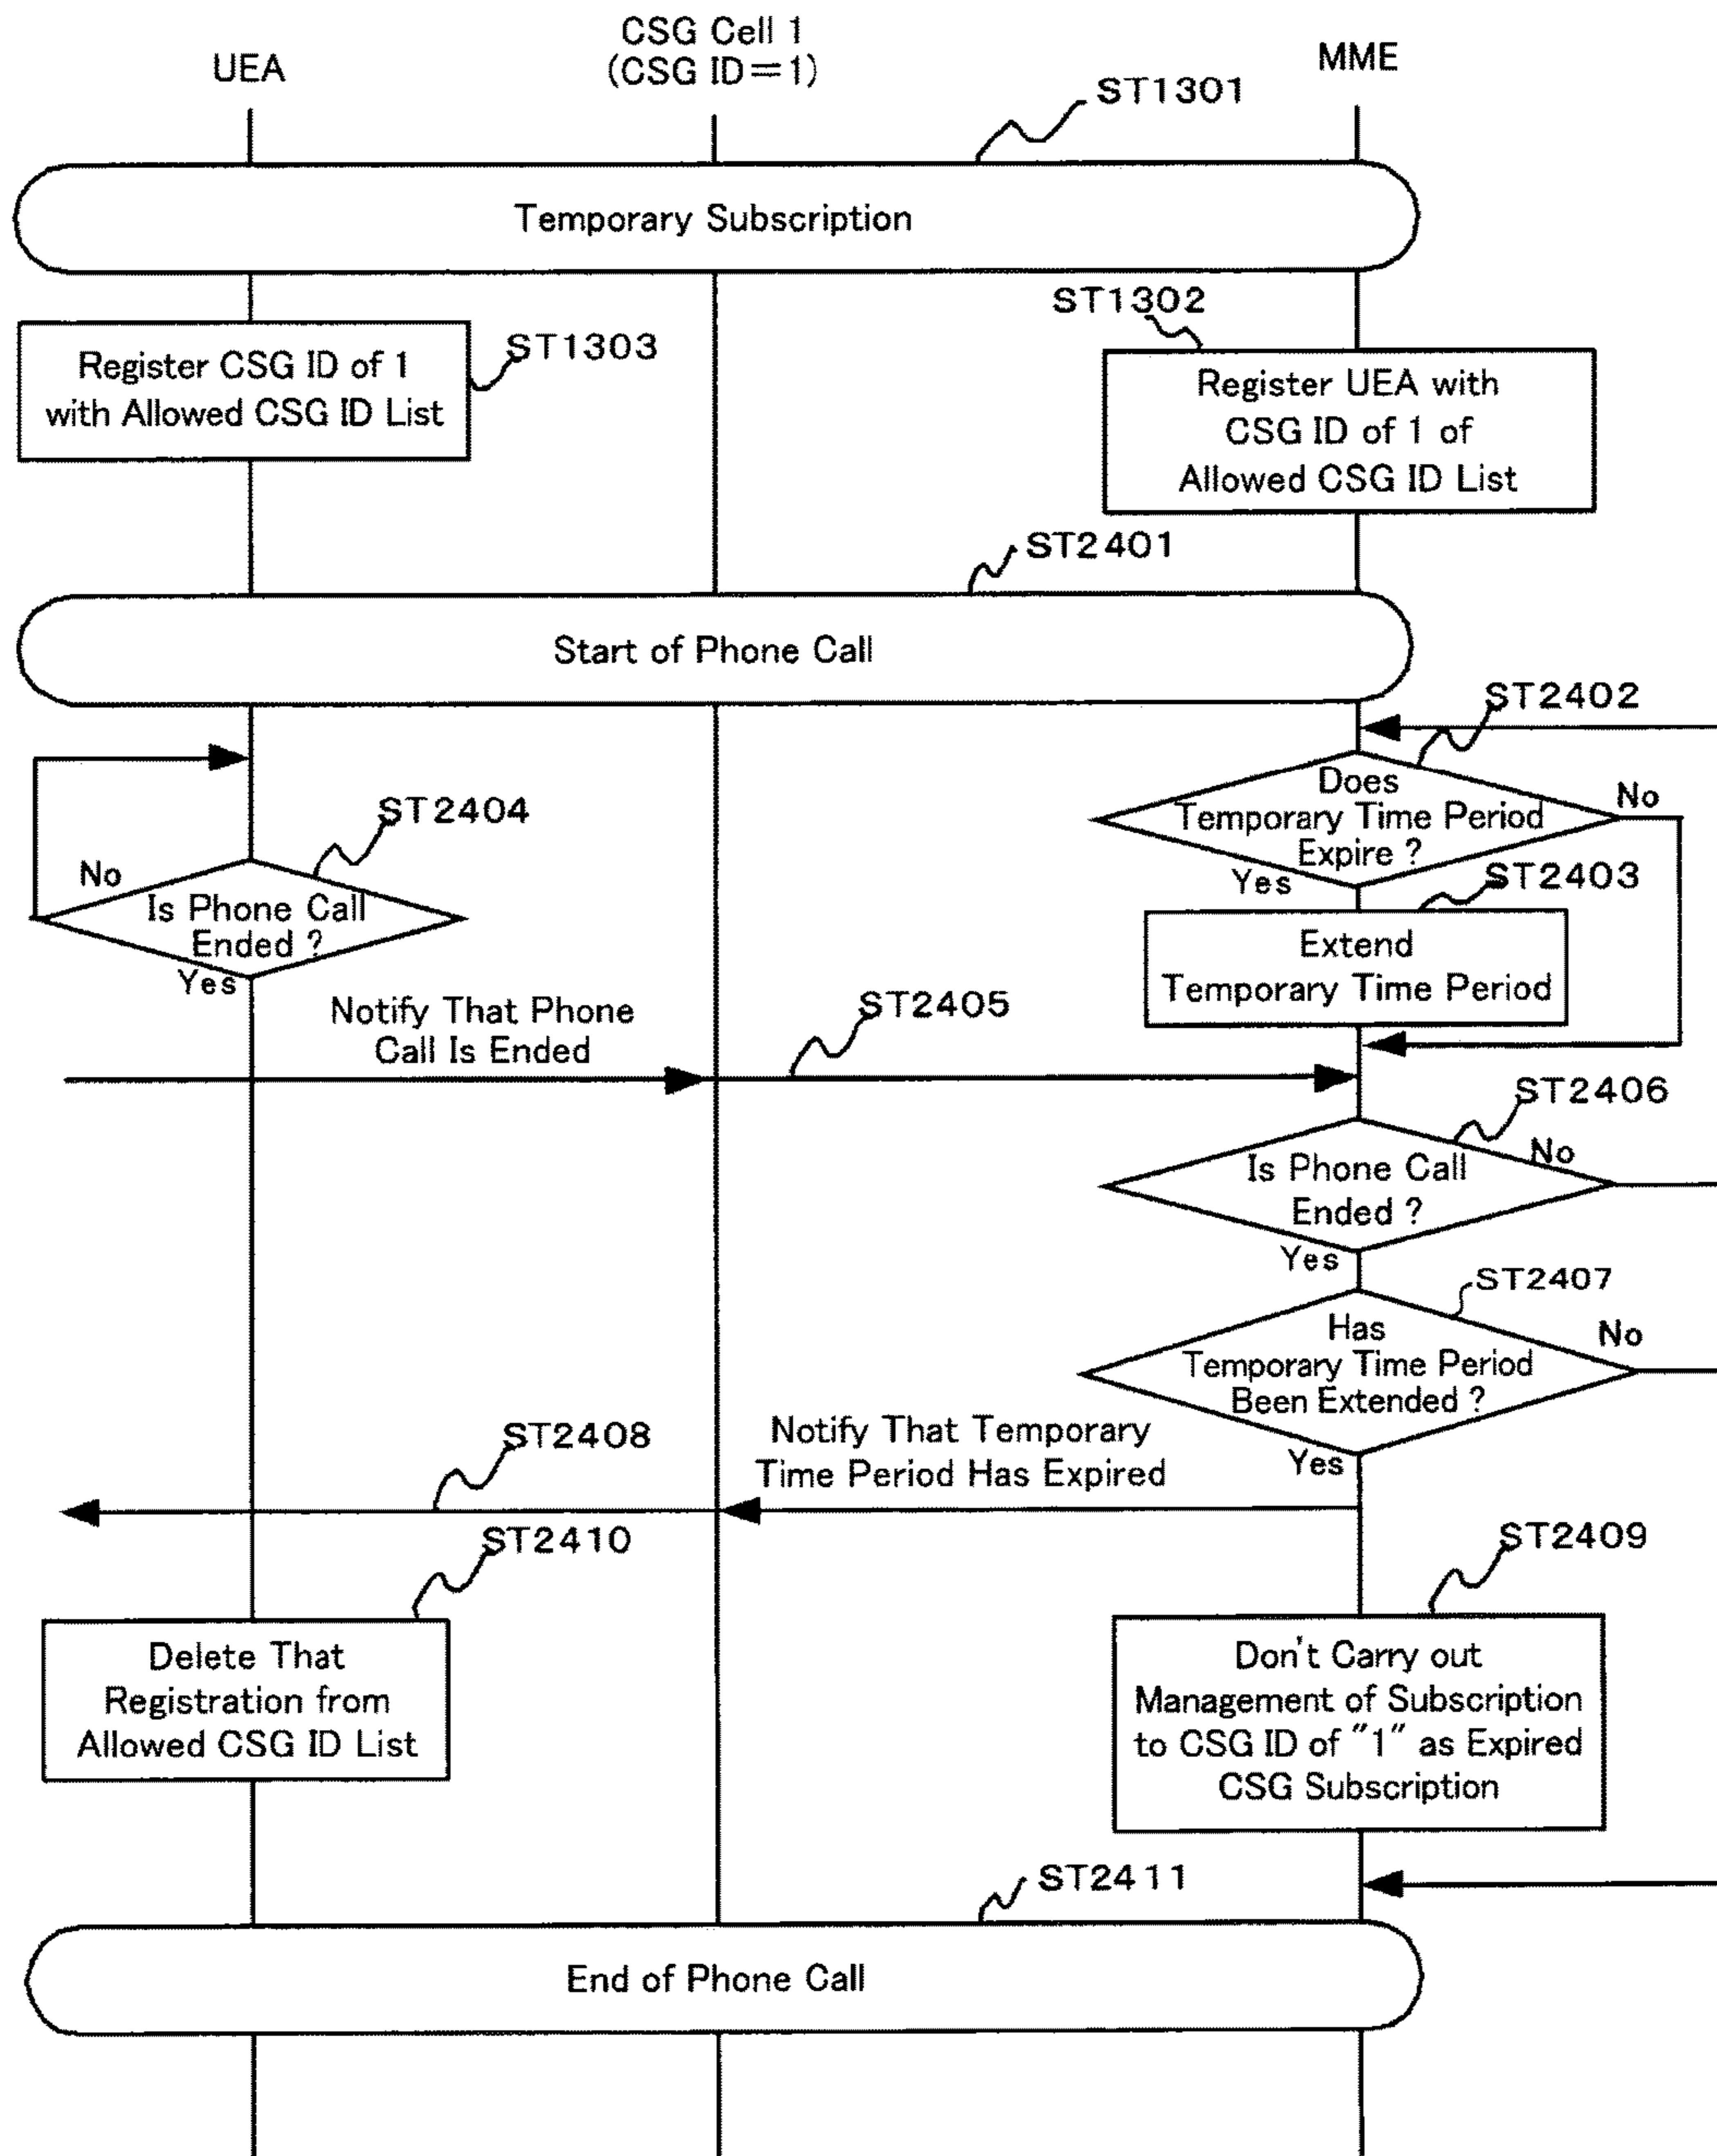 UEA
CSG Cell 1
(CSG ID=1)
MME
ST1301
Temporary Subscription
ST1302
ST1303
Register CSG ID of 1
with Allowed CSG ID List
Register UEA with
CSG ID of 1 of
Allowed CSG ID List
ST2401
Start of Phone Call
ST2402
Does
Temporary Time Period
Expire ?
No
Yes
ST2403
Extend
Temporary Time Period
ST2404
No
Is Phone Call
Ended ?
Yes
Notify That Phone
Call Is Ended
ST2405
ST2406
Is Phone Call
Ended ?
No
Yes
ST2407
Has
Temporary Time Period
Been Extended ?
No
Yes
Notify That Temporary
Time Period Has Expired
ST2408
ST2410
Delete That
Registration from
Allowed CSG ID List
ST2409
Don't Carry out
Management of Subscription
to CSG ID of "1" as Expired
CSG Subscription
ST2411
End of Phone Call